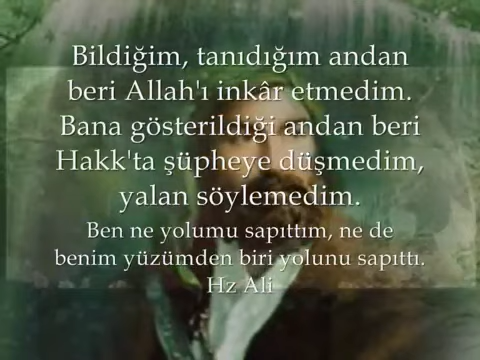 Bildiğim, tanıdığım andan
beri Allah'ı inkâr etmedim.
Bana gösterildiği andan beri
Hakk'ta şüpheye düşmedim,
yalan söylemedim.
Ben ne yolumu sapıttım, ne de
benim yüzümden biri yolunu sapıttı.
Hz Ali